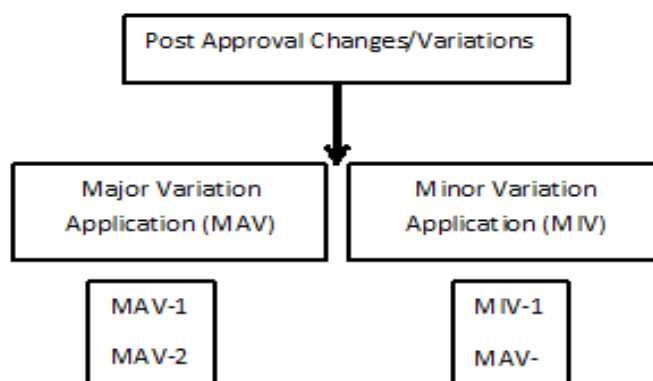 Post Approval Changes/Variations
Major Variation
Application (MAV)
Minor Variation
Application (MIV)
MAV-1
MAV-2
MIV-1
MAV-